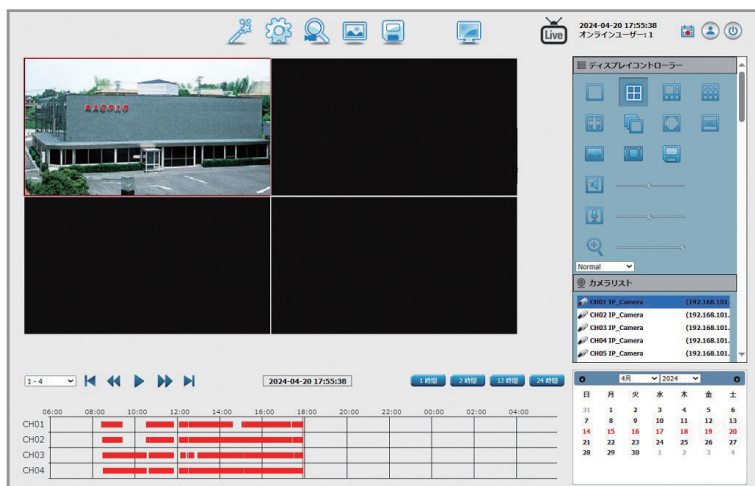 Live
2024-04-20 17:55:38
オンラインユーザー: 1
ディスプレイコントローラー
Normal
カメラリスト
CH01 IP_Camera (192.168.101.
CH02 IP_Camera (192.168.101.
CH03 IP_Camera (192.168.101.
CH04 IP_Camera (192.168.101.
CH05 IP_Camera (192.168.101.
1 - 4
2024-04-20 17:55:38
1 時間 2 時間 12 時間 24 時間
06:00 08:00 10:00 12:00 14:00 16:00 18:00 20:00 22:00 00:00 02:00 04:00
CH01
CH02
CH03
CH04
4月 2024
日 月 火 水 木 金 土
31 1 2 3 4 5 6
7 8 9 10 11 12 13
14 15 16 17 18 19 20
21 22 23 24 25 26 27
28 29 30 1 2 3 4